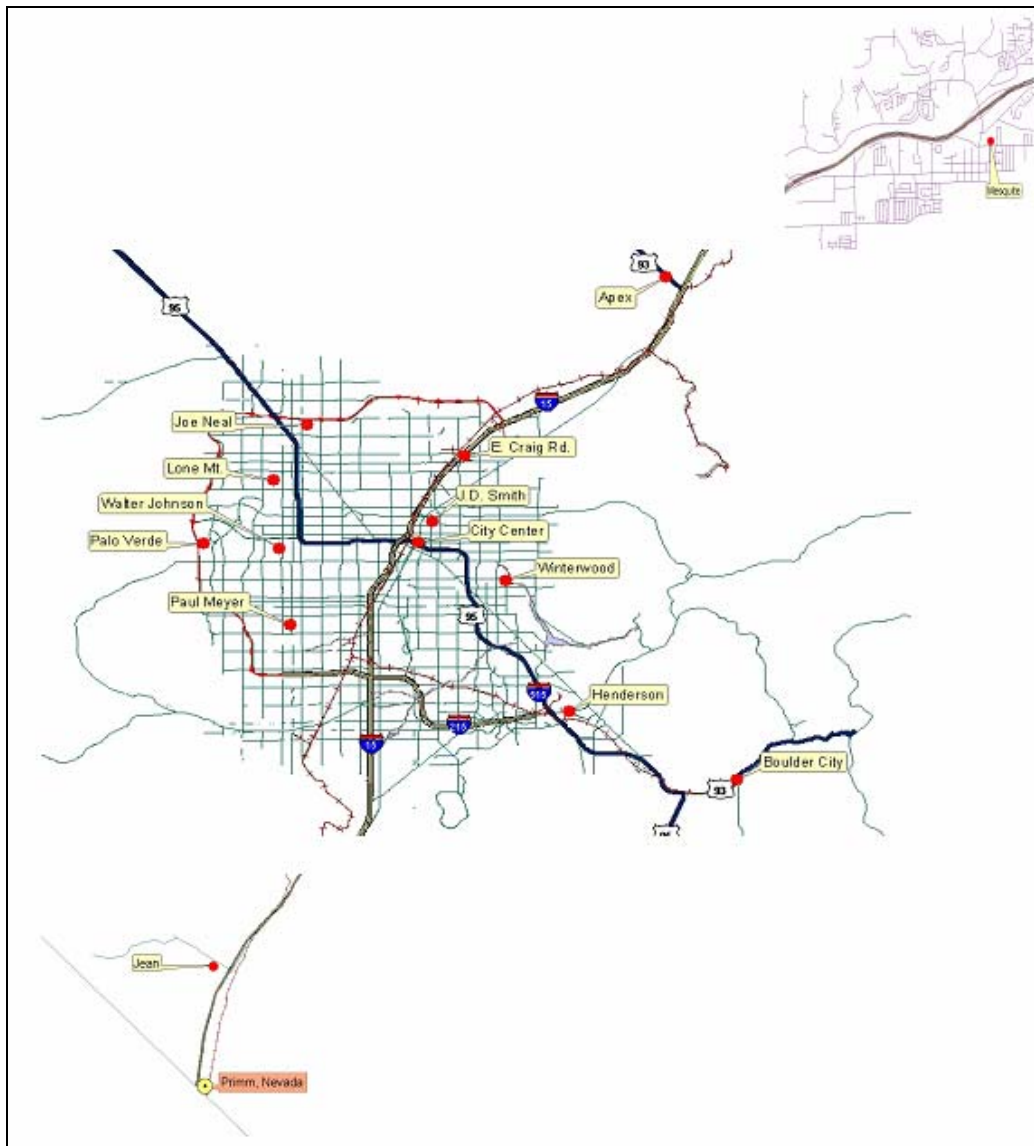 Mesquite
93
Apex
95
15
Joe Neal
E. Craig Rd.
Lone Mt.
J.D. Smith
Walter Johnson
City Center
Palo Verde
Winterwood
Paul Meyer
95
Henderson
515
215
15
Boulder City
93
95
Jean
Primm, Nevada